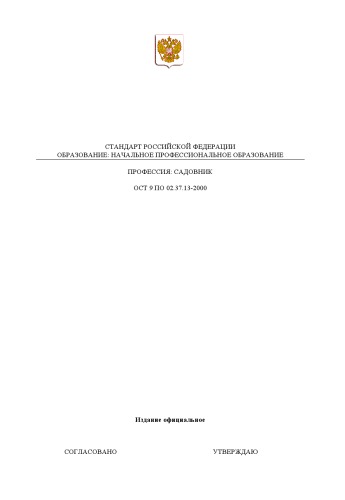 СТАНДАРТ РОССИЙСКОЙ ФЕДЕРАЦИИ
ОБРАЗОВАНИЕ: НАЧАЛЬНОЕ ПРОФЕССИОНАЛЬНОЕ ОБРАЗОВАНИЕ
ПРОФЕССИЯ: САДОВНИК
ОСТ 9 ПО 02.37.13-2000
Издание официальное
СОГЛАСОВАНО УТВЕРЖДАЮ